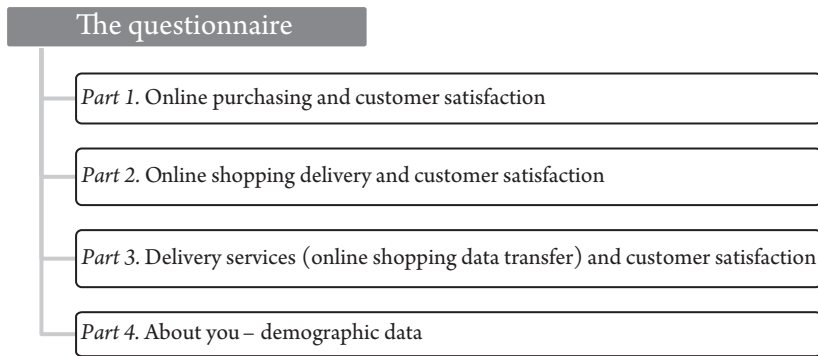 The questionnaire
Part 1. Online purchasing and customer satisfaction
Part 2. Online shopping delivery and customer satisfaction
Part 3. Delivery services (online shopping data transfer) and customer satisfaction
Part 4. About you – demographic data